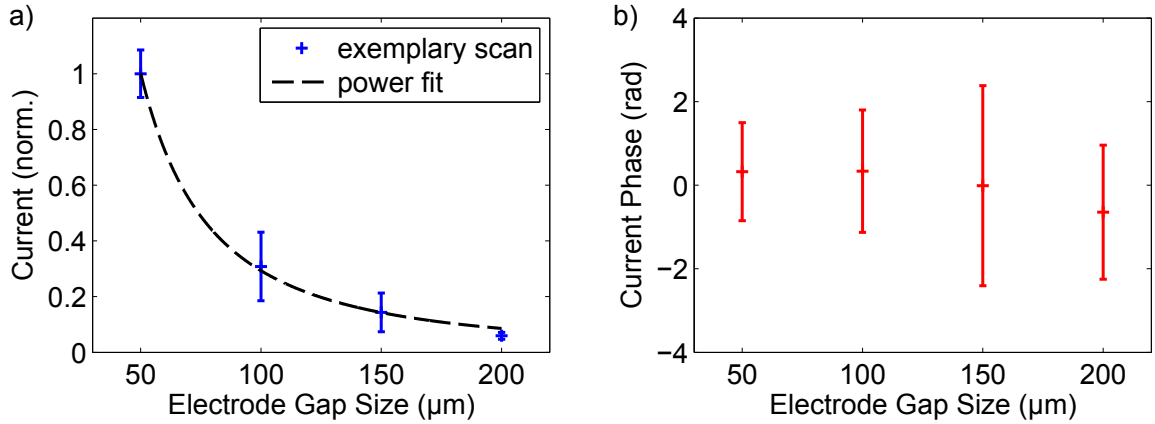 a)
Current (norm.)
1
0.8
0.6
0.4
0.2
0
50 100 150 200
Electrode Gap Size (µm)
exemplary scan
power fit
b)
Current Phase (rad)
4
2
0
−2
−4
50 100 150 200
Electrode Gap Size (µm)